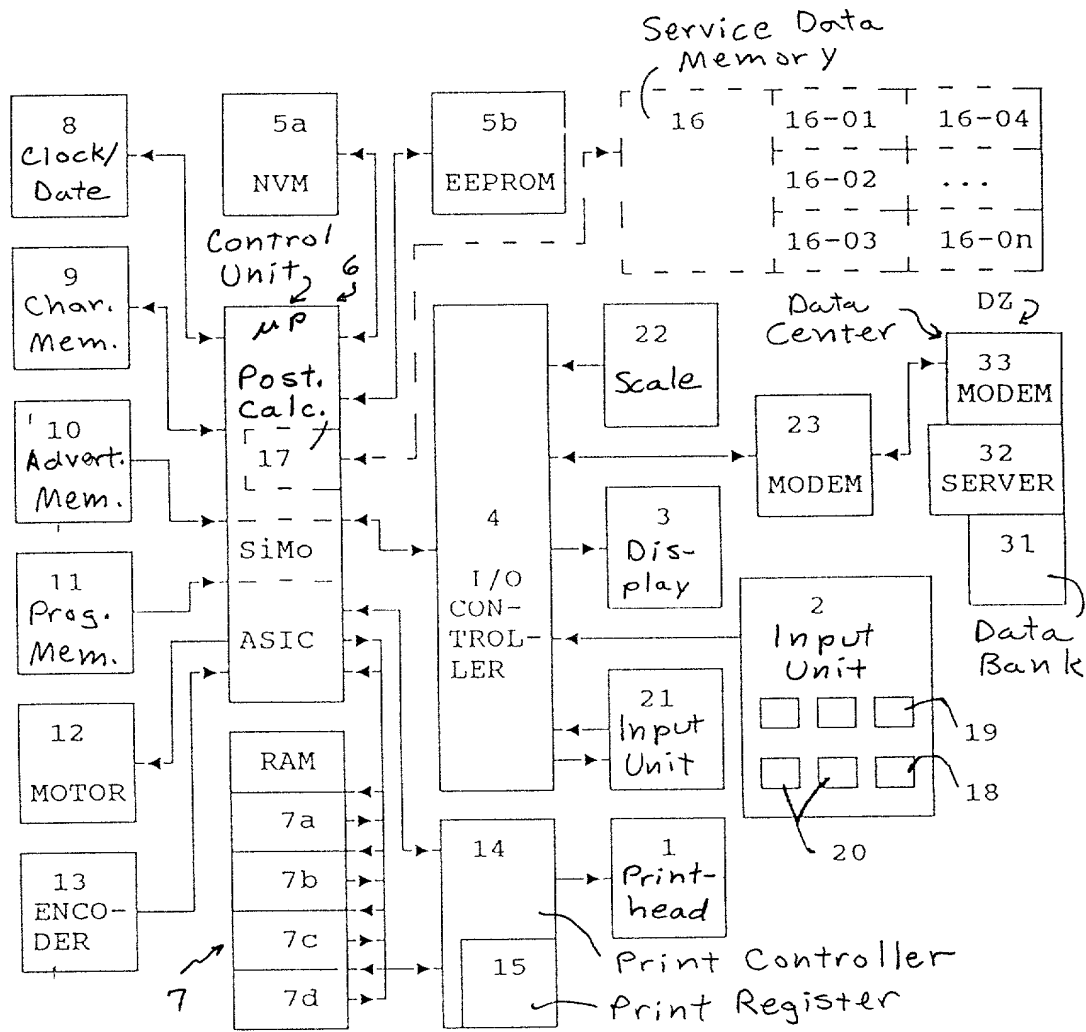 Service Data
Memory
8
Clock/
Date
5a
NVM
5b
EEPROM
16
16-01
16-04
16-02
...
16-03
16-0n
Control
Unit
6
9
Char.
Mem.
μP
Post.
Calc.
17
SiMo
ASIC
10
Advert.
Mem.
11
Prog.
Mem.
12
MOTOR
13
ENCO-
DER
4
I/O
CON-
TROL-
LER
22
Scale
Data
Center
DZ
33
MODEM
23
MODEM
32
SERVER
31
Data
Bank
3
Dis-
play
2
Input
Unit
19
18
20
21
Input
Unit
RAM
7a
7b
7c
7d
7
14
15
1
Print-
head
Print Controller
Print Register